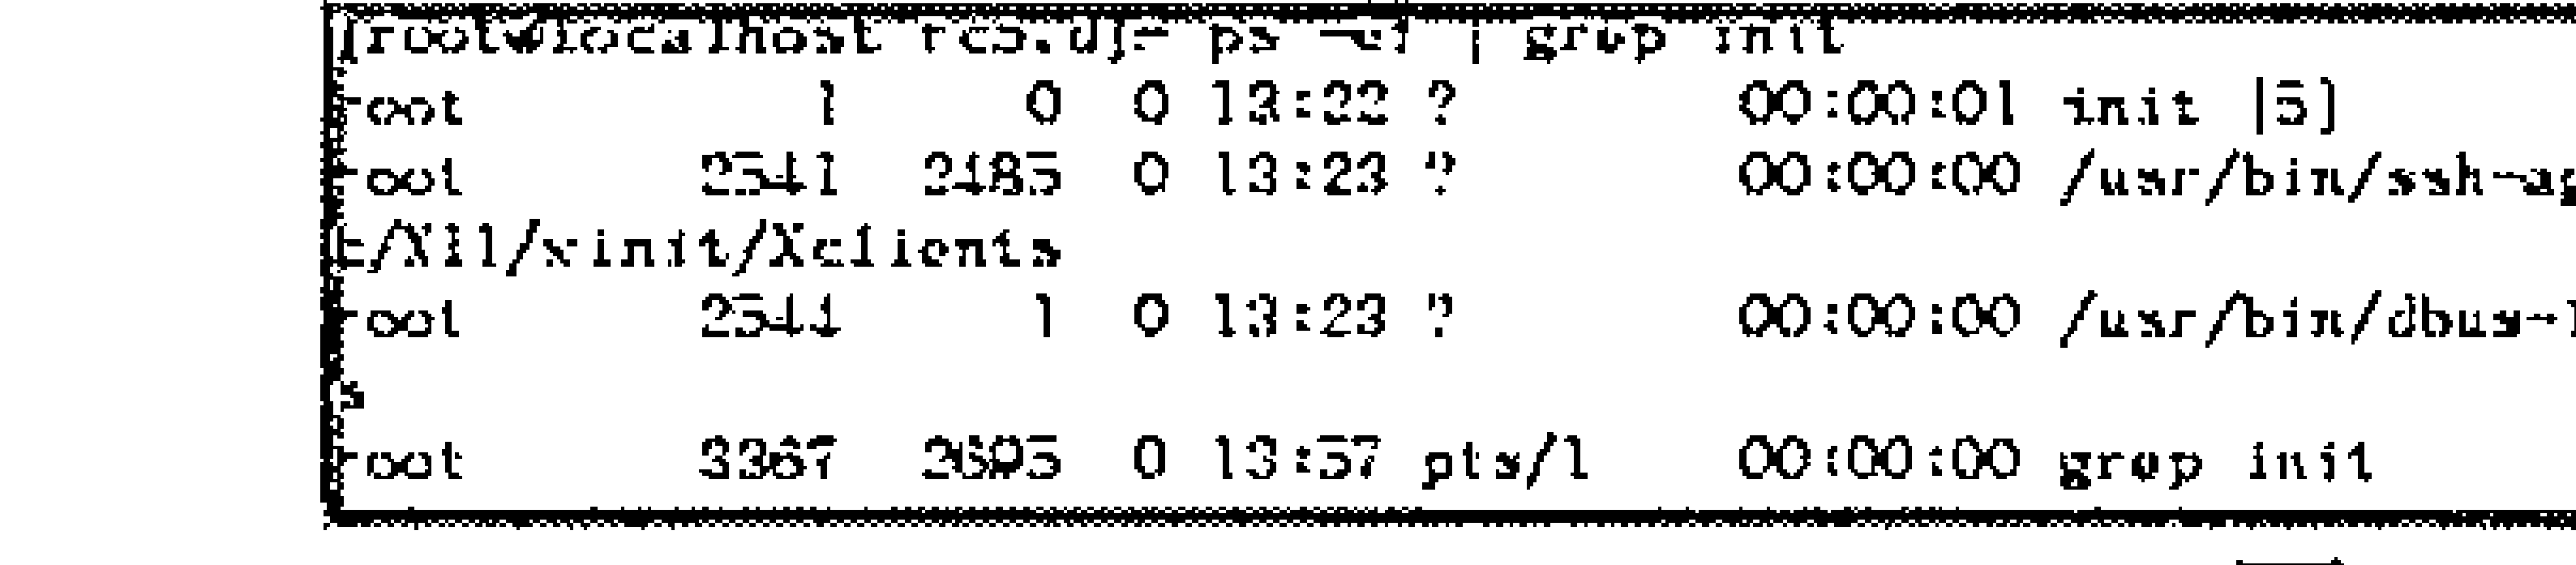 [root@localhost rc5.d]# ps -ef | grep init
root 1 0 0 13:22 ? 00:00:01 init [5]
root 2541 2485 0 13:23 ? 00:00:00 /usr/bin/ssh-ag
c/X11/xinit/Xclients
root 2544 1 0 13:23 ? 00:00:00 /usr/bin/dbus-l
s
root 3367 2695 0 13:57 pts/1 00:00:00 grep init